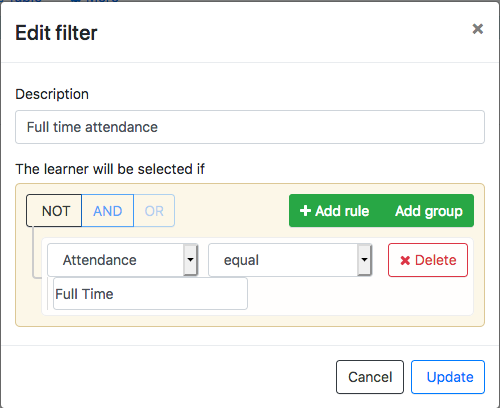 Edit filter ×
Description
Full time attendance
The learner will be selected if
NOT AND OR + Add rule Add group
Attendance equal × Delete
Full Time
Cancel Update